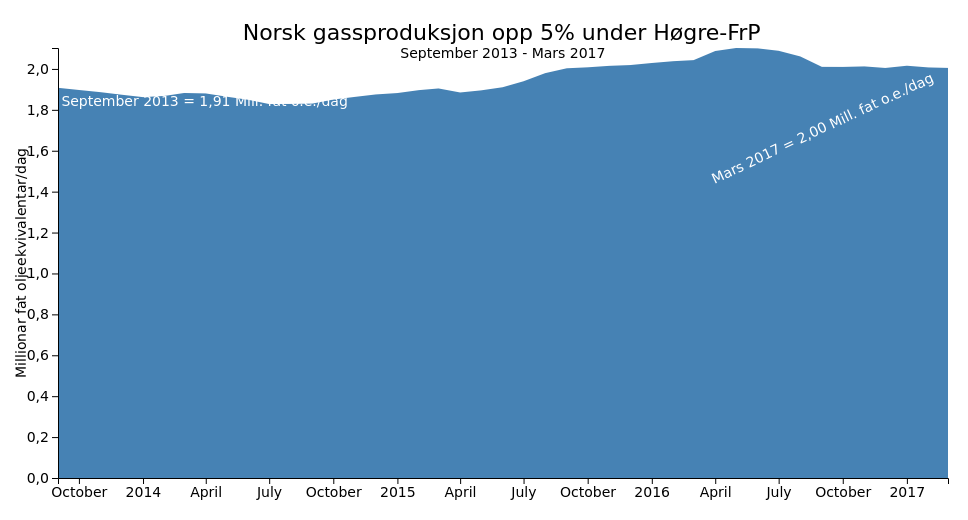 Norsk gassproduksjon opp 5% under Høgre-FrP
September 2013 - Mars 2017
Millionar fat oljeekvivalentar/dag
2,0
1,8
1,6
1,4
1,2
1,0
0,8
0,6
0,4
0,2
0,0
September 2013 = 1,91 Mill. fat o.e./dag
Mars 2017 = 2,00 Mill. fat o.e./dag
October 2014 April July October 2015 April July October 2016 April July October 2017